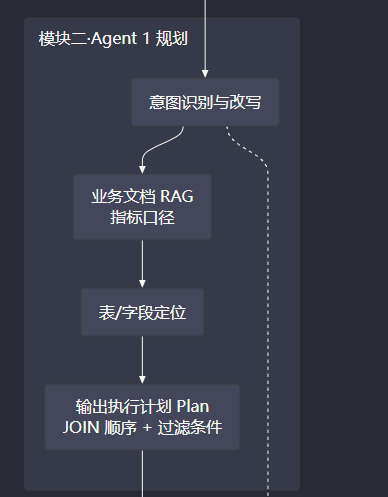 模块二·Agent 1 规划
意图识别与改写
业务文档 RAG
指标口径
表/字段定位
输出执行计划 Plan
JOIN 顺序 + 过滤条件